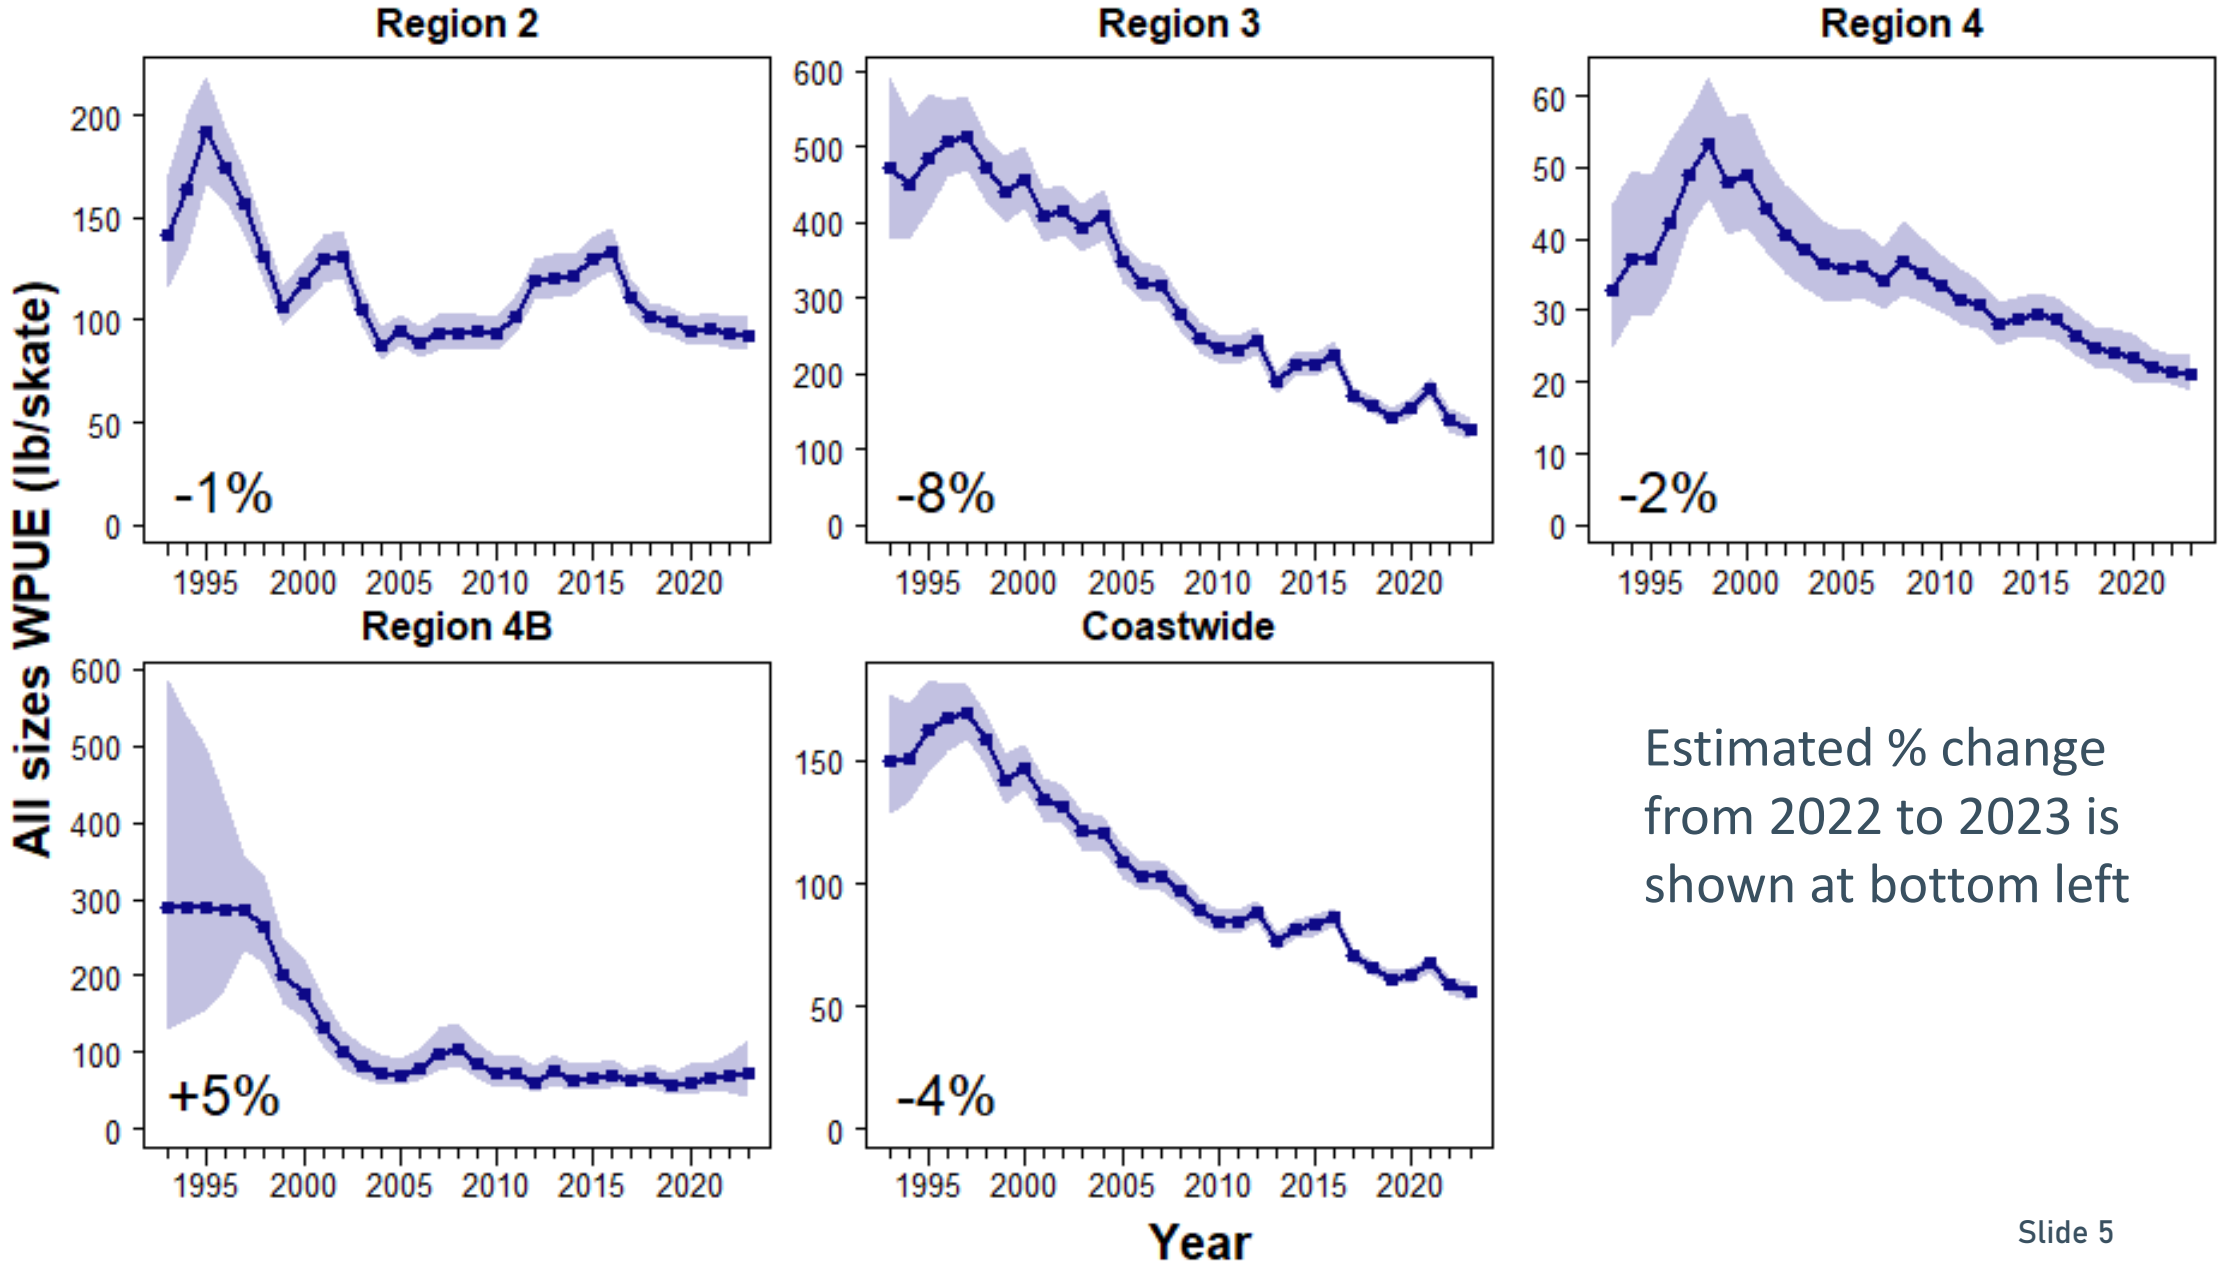 Region 2
Region 3
Region 4
All sizes WPUE (lb/skate)
200
150
100
50
0
-1%
1995 2000 2005 2010 2015 2020
600
500
400
300
200
100
0
-8%
1995 2000 2005 2010 2015 2020
60
50
40
30
20
10
0
-2%
1995 2000 2005 2010 2015 2020
Region 4B
600
500
400
300
200
100
0
+5%
1995 2000 2005 2010 2015 2020
Coastwide
150
100
50
0
-4%
1995 2000 2005 2010 2015 2020
Year
Estimated % change
from 2022 to 2023 is
shown at bottom left
Slide 5